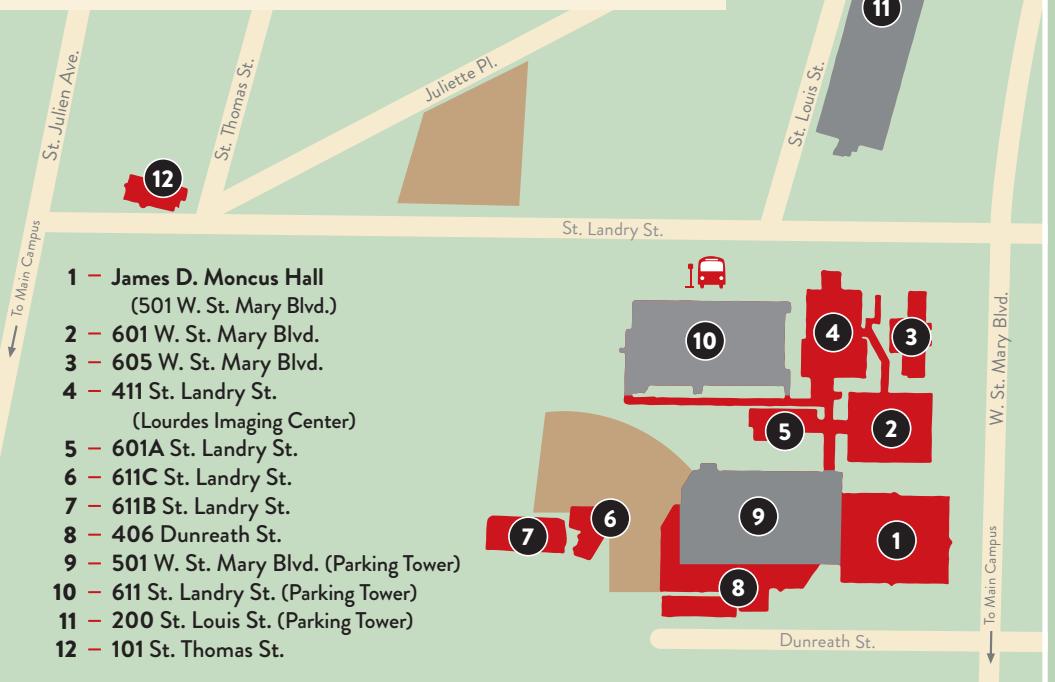 11
St. Julien Ave.
St. Thomas St.
Juliette Pl.
St. Louis St.
12
St. Landry St.
To Main Campus
1 – James D. Moncus Hall
(501 W. St. Mary Blvd.)
2 – 601 W. St. Mary Blvd.
3 – 605 W. St. Mary Blvd.
4 – 411 St. Landry St.
(Lourdes Imaging Center)
5 – 601A St. Landry St.
6 – 611C St. Landry St.
7 – 611B St. Landry St.
8 – 406 Dunreath St.
9 – 501 W. St. Mary Blvd. (Parking Tower)
10 – 611 St. Landry St. (Parking Tower)
11 – 200 St. Louis St. (Parking Tower)
12 – 101 St. Thomas St.
10
4
3
W. St. Mary Blvd.
5
2
6
9
7
1
8
To Main Campus
Dunreath St.